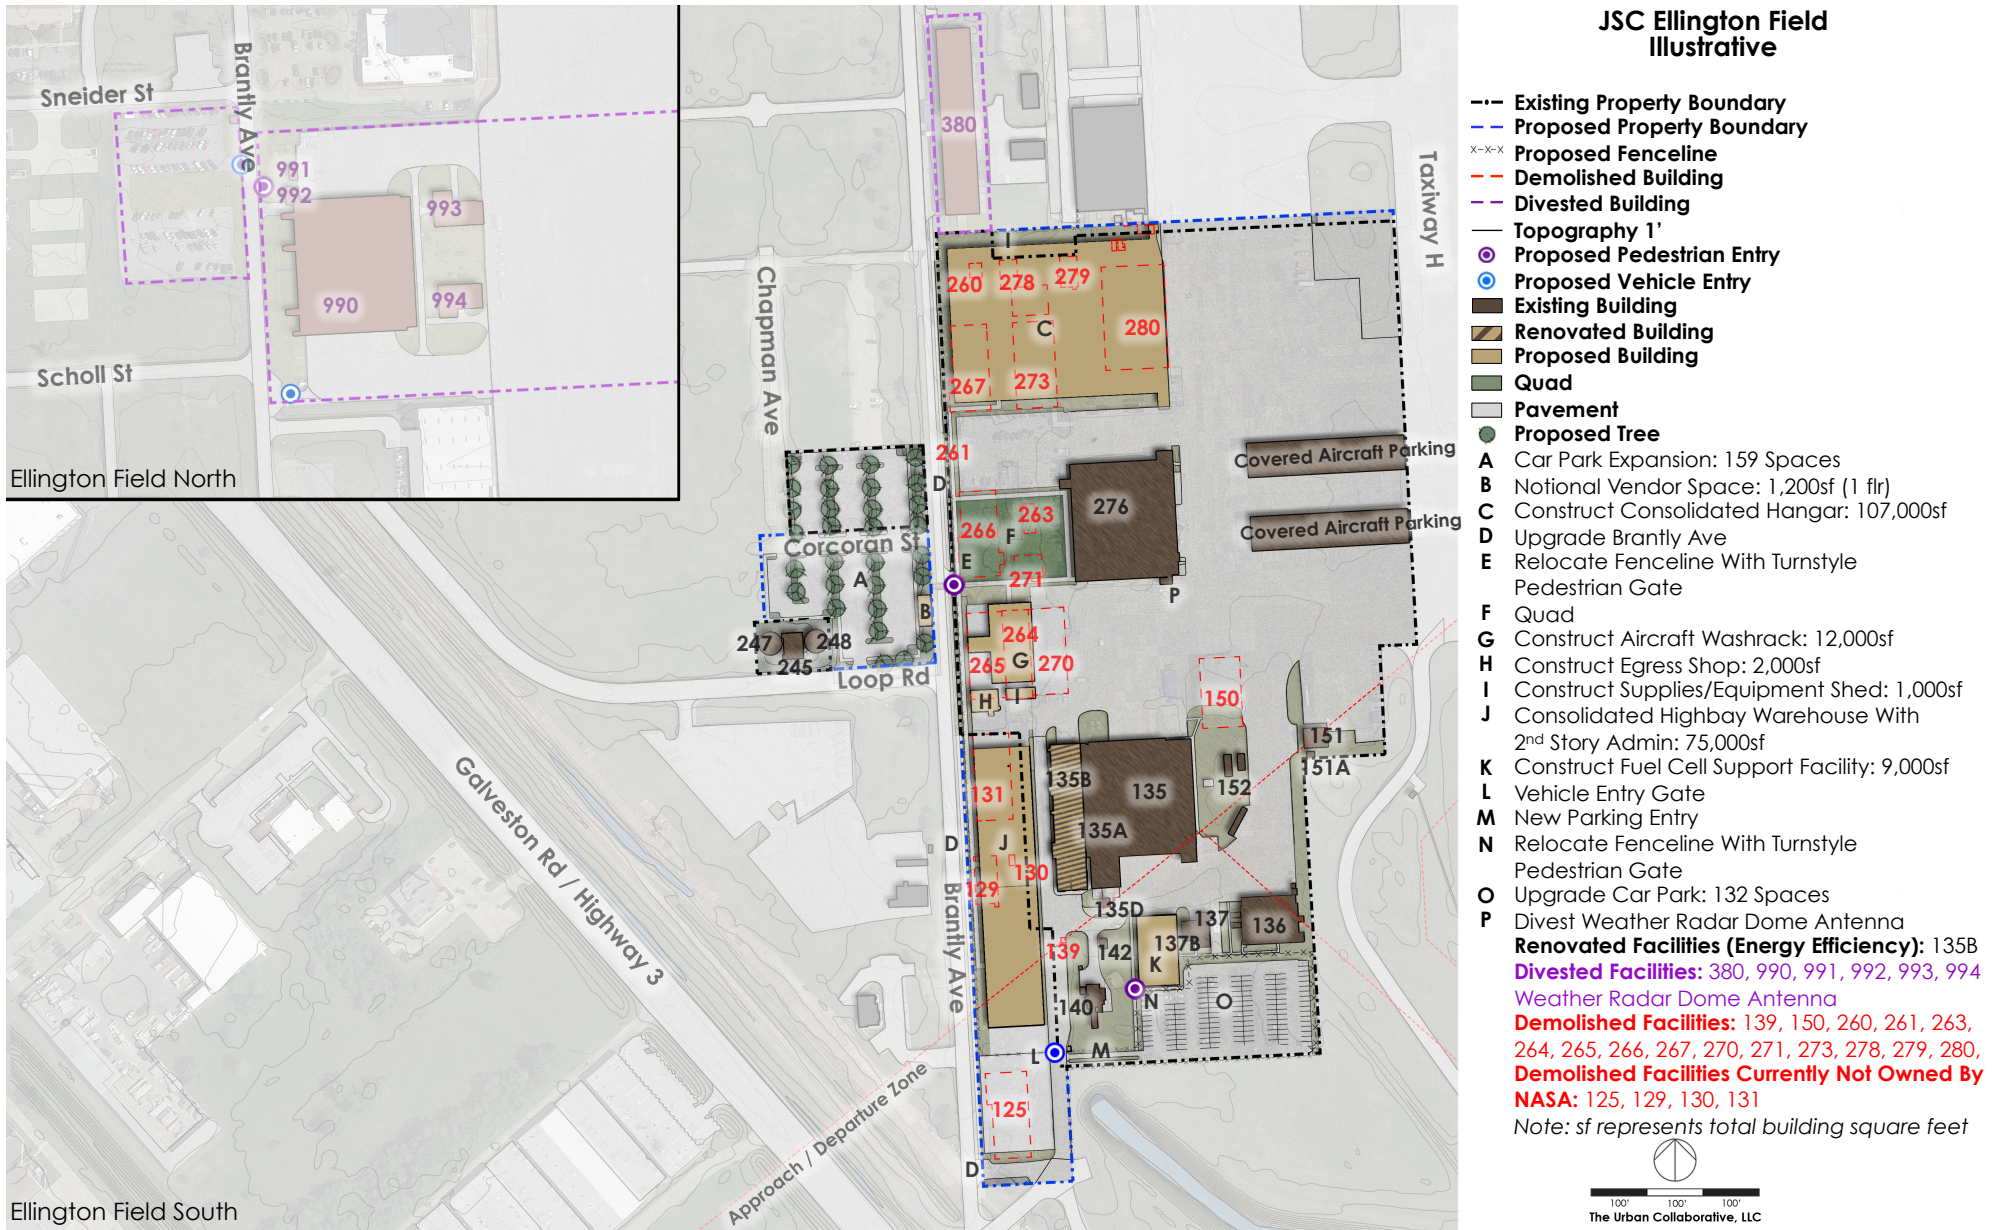 JSC Ellington Field
Illustrative
Existing Property Boundary
Proposed Property Boundary
x-x-x Proposed Fenceline
Demolished Building
Divested Building
Topography 1'
Proposed Pedestrian Entry
Proposed Vehicle Entry
Existing Building
Renovated Building
Proposed Building
Quad
Pavement
Proposed Tree
A Car Park Expansion: 159 Spaces
B Notional Vendor Space: 1,200sf (1 flr)
C Construct Consolidated Hangar: 107,000sf
D Upgrade Brantly Ave
E Relocate Fenceline With Turnstyle
Pedestrian Gate
F Quad
G Construct Aircraft Washrack: 12,000sf
H Construct Egress Shop: 2,000sf
I Construct Supplies/Equipment Shed: 1,000sf
J Consolidated Highbay Warehouse With
2nd Story Admin: 75,000sf
K Construct Fuel Cell Support Facility: 9,000sf
L Vehicle Entry Gate
M New Parking Entry
N Relocate Fenceline With Turnstyle
Pedestrian Gate
O Upgrade Car Park: 132 Spaces
P Divest Weather Radar Dome Antenna
Renovated Facilities (Energy Efficiency): 135B
Divested Facilities: 380, 990, 991, 992, 993, 994
Weather Radar Dome Antenna
Demolished Facilities: 139, 150, 260, 261, 263,
264, 265, 266, 267, 270, 271, 273, 278, 279, 280,
Demolished Facilities Currently Not Owned By
NASA: 125, 129, 130, 131
Note: sf represents total building square feet
100' 100' 100'
The Urban Collaborative, LLC
Sneider St
Brantly Ave
991
992
993
990
994
Scholl St
Ellington Field North
380
Taxiway H
I
260
278
279
C
280
267
273
Chapman Ave
261
D
Covered Aircraft Parking
276
266
263
F
Covered Aircraft Parking
Corcoran St
E
A
271
P
B
247
248
245
264
G
265
270
Loop Rd
H
I
150
151
151A
135B
135
152
131
135A
D
J
130
129
Galveston Rd / Highway 3
Brantly Ave
135D
137
136
139
142
137B
K
140
N
O
L
M
125
D
Approach / Departure Zone
Ellington Field South